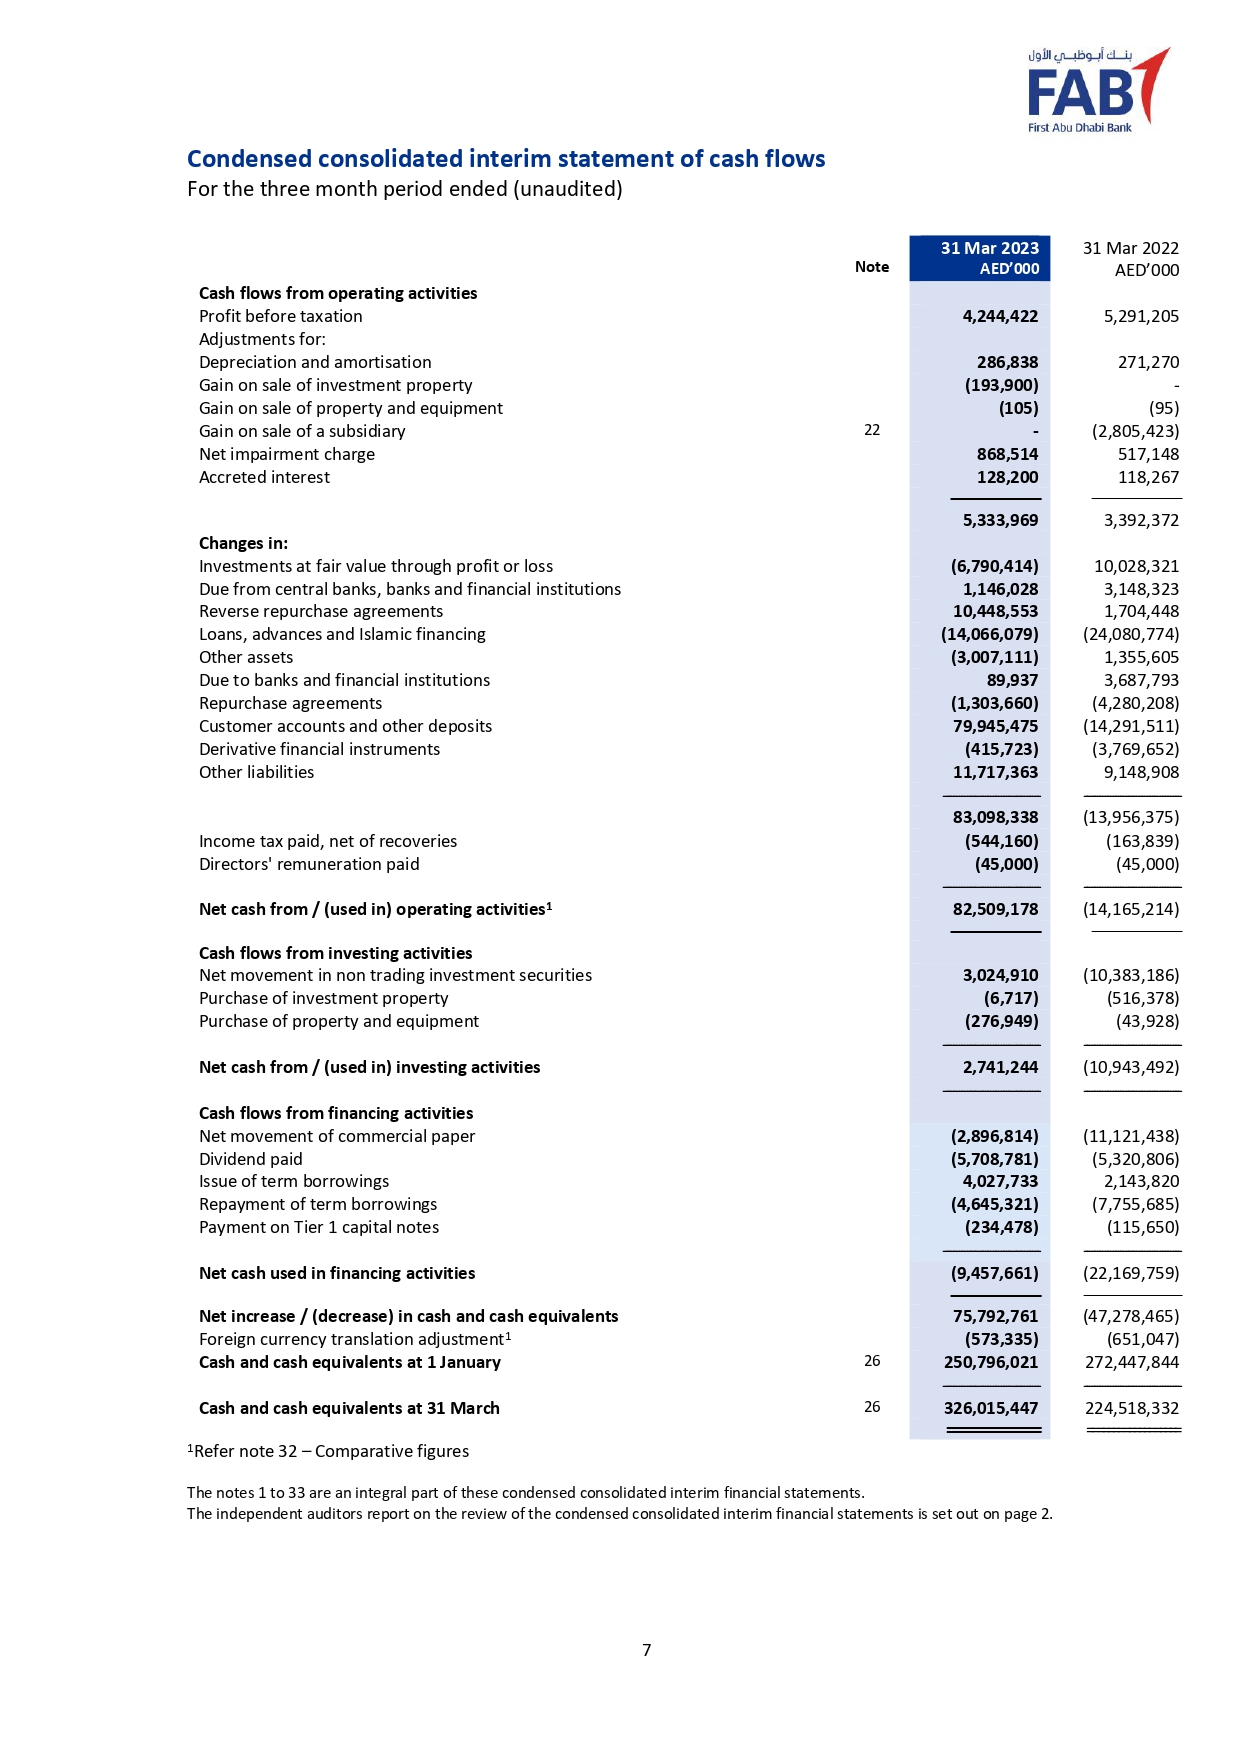 بنك أبوظبي الأول
FAB
First Abu Dhabi Bank
Condensed consolidated interim statement of cash flows
For the three month period ended (unaudited)
31 Mar 2023 31 Mar 2022
Note AED’000 AED’000
Cash flows from operating activities
Profit before taxation 4,244,422 5,291,205
Adjustments for:
Depreciation and amortisation 286,838 271,270
Gain on sale of investment property (193,900) -
Gain on sale of property and equipment (105) (95)
Gain on sale of a subsidiary 22 - (2,805,423)
Net impairment charge 868,514 517,148
Accreted interest 128,200 118,267
5,333,969 3,392,372
Changes in:
Investments at fair value through profit or loss (6,790,414) 10,028,321
Due from central banks, banks and financial institutions 1,146,028 3,148,323
Reverse repurchase agreements 10,448,553 1,704,448
Loans, advances and Islamic financing (14,066,079) (24,080,774)
Other assets (3,007,111) 1,355,605
Due to banks and financial institutions 89,937 3,687,793
Repurchase agreements (1,303,660) (4,280,208)
Customer accounts and other deposits 79,945,475 (14,291,511)
Derivative financial instruments (415,723) (3,769,652)
Other liabilities 11,717,363 9,148,908
83,098,338 (13,956,375)
Income tax paid, net of recoveries (544,160) (163,839)
Directors' remuneration paid (45,000) (45,000)
Net cash from / (used in) operating activities¹ 82,509,178 (14,165,214)
Cash flows from investing activities
Net movement in non trading investment securities 3,024,910 (10,383,186)
Purchase of investment property (6,717) (516,378)
Purchase of property and equipment (276,949) (43,928)
Net cash from / (used in) investing activities 2,741,244 (10,943,492)
Cash flows from financing activities
Net movement of commercial paper (2,896,814) (11,121,438)
Dividend paid (5,708,781) (5,320,806)
Issue of term borrowings 4,027,733 2,143,820
Repayment of term borrowings (4,645,321) (7,755,685)
Payment on Tier 1 capital notes (234,478) (115,650)
Net cash used in financing activities (9,457,661) (22,169,759)
Net increase / (decrease) in cash and cash equivalents 75,792,761 (47,278,465)
Foreign currency translation adjustment¹ (573,335) (651,047)
Cash and cash equivalents at 1 January 26 250,796,021 272,447,844
Cash and cash equivalents at 31 March 26 326,015,447 224,518,332
¹Refer note 32 – Comparative figures
The notes 1 to 33 are an integral part of these condensed consolidated interim financial statements.
The independent auditors report on the review of the condensed consolidated interim financial statements is set out on page 2.
7